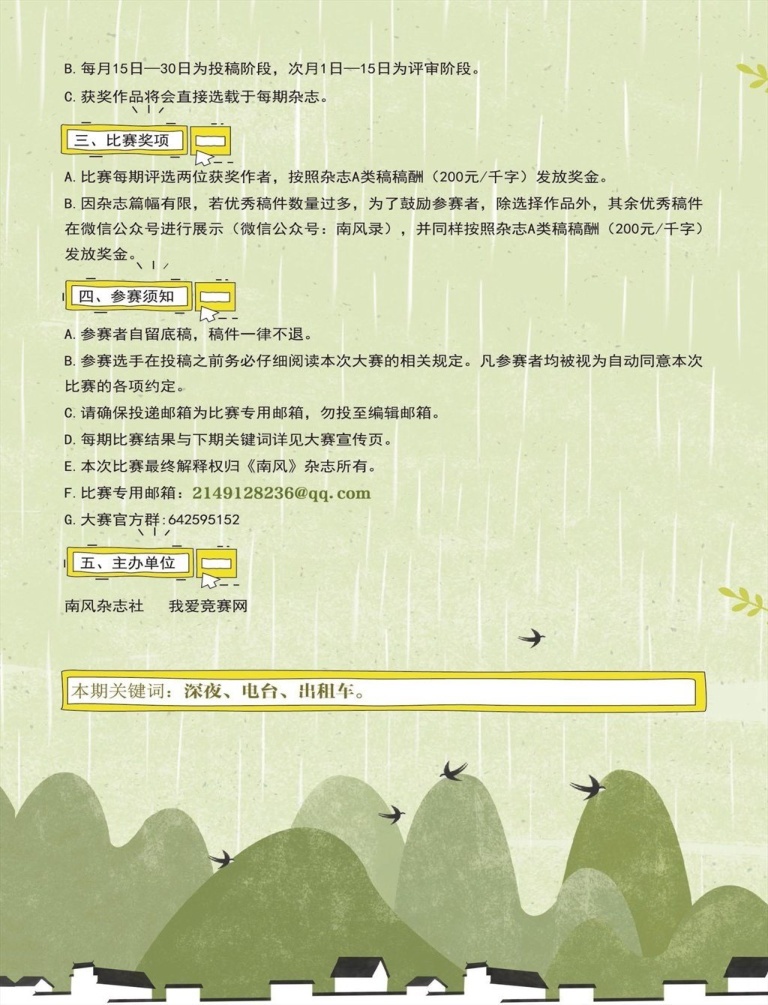 B. 每月15日—30日为投稿阶段，次月1日—15日为评审阶段。
C. 获奖作品将会直接选载于每期杂志。
三、比赛奖项
A. 比赛每期评选两位获奖作者，按照杂志A类稿稿酬（200元/千字）发放奖金。
B. 因杂志篇幅有限，若优秀稿件数量过多，为了鼓励参赛者，除选择作品外，其余优秀稿件
在微信公众号进行展示（微信公众号：南风录），并同样按照杂志A类稿稿酬（200元/千字）
发放奖金。
四、参赛须知
A. 参赛者自留底稿，稿件一律不退。
B. 参赛选手在投稿之前务必仔细阅读本次大赛的相关规定。凡参赛者均被视为自动同意本次
比赛的各项约定。
C. 请确保投递邮箱为比赛专用邮箱，勿投至编辑邮箱。
D. 每期比赛结果与下期关键词详见大赛宣传页。
E. 本次比赛最终解释权归《南风》杂志所有。
F. 比赛专用邮箱：2149128236@qq.com
G. 大赛官方群:642595152
五、主办单位
南风杂志社 我爱竞赛网
本期关键词：深夜、电台、出租车。